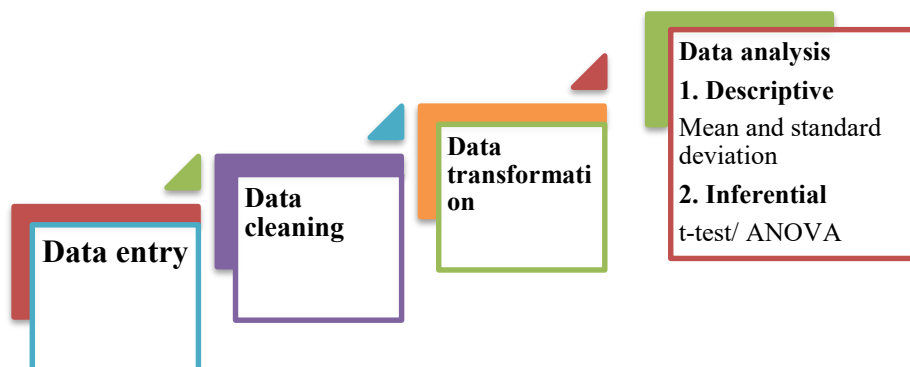 Data entry
Data
cleaning
Data
transformati
on
Data analysis
1. Descriptive
Mean and standard
deviation
2. Inferential
t-test/ ANOVA